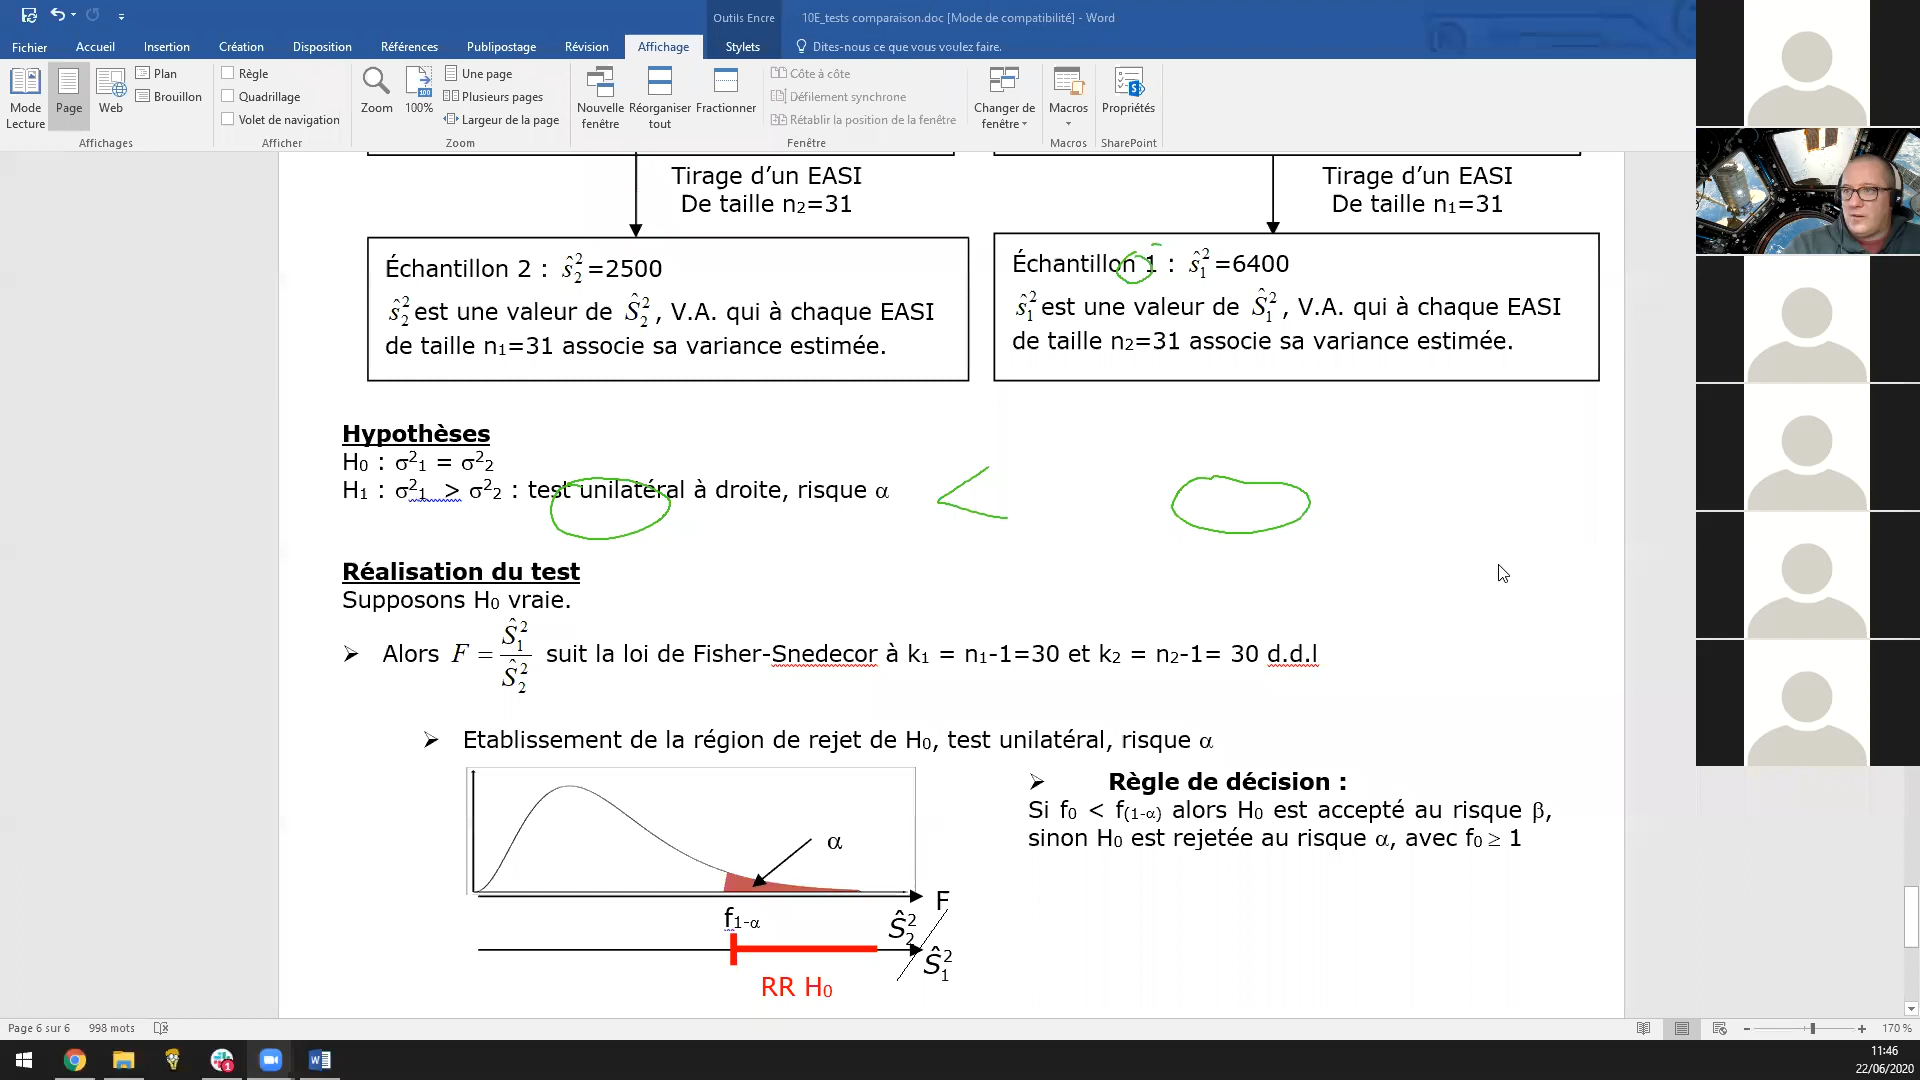 Outils Encre
10E_tests comparaison.doc [Mode de compatibilité] - Word
Fichier Accueil Insertion Création Disposition Références Publipostage Révision Affichage Stylets Dites-nous ce que vous voulez faire.
Mode Lecture
Page
Web
Plan
Brouillon
Affichages
Règle
Quadrillage
Volet de navigation
Afficher
Zoom
100%
Une page
Plusieurs pages
Largeur de la page
Zoom
Nouvelle fenêtre
Réorganiser tout
Fractionner
Côte à côte
Défilement synchrone
Rétablir la position de la fenêtre
Fenêtre
Changer de fenêtre
Macros
Macros
Propriétés
SharePoint
Tirage d’un EASI
De taille n₂=31
Tirage d’un EASI
De taille n₁=31
Échantillon 2 : ŝ₂²=2500
ŝ₂² est une valeur de Ŝ₂², V.A. qui à chaque EASI
de taille n₁=31 associe sa variance estimée.
Échantillon 1 : ŝ₁²=6400
ŝ₁² est une valeur de Ŝ₁², V.A. qui à chaque EASI
de taille n₂=31 associe sa variance estimée.
Hypothèses
H₀ : σ²₁ = σ²₂
H₁ : σ²₁ > σ²₂ : test unilatéral à droite, risque α
<
Réalisation du test
Supposons H₀ vraie.
Alors F = Ŝ₁² / Ŝ₂² suit la loi de Fisher-Snedecor à k₁ = n₁-1=30 et k₂ = n₂-1= 30 d.d.l
Etablissement de la région de rejet de H₀, test unilatéral, risque α
α
F
f₁₋α
Ŝ₂² / Ŝ₁²
RR H₀
Règle de décision :
Si f₀ < f₍₁₋α₎ alors H₀ est accepté au risque β,
sinon H₀ est rejetée au risque α, avec f₀ ≥ 1
Page 6 sur 6 998 mots 170 %
1
11:46
22/06/2020